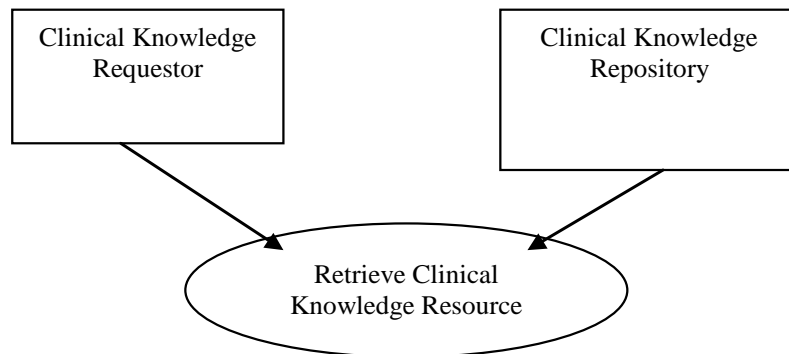 Clinical Knowledge
Requestor
Clinical Knowledge
Repository
Retrieve Clinical
Knowledge Resource